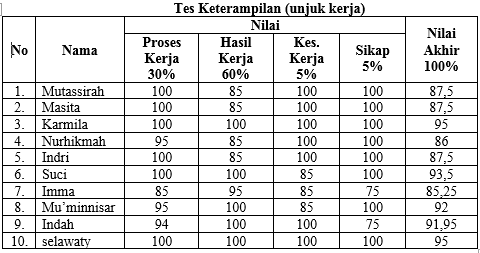 Tes Keterampilan (unjuk kerja)
No Nama Nilai Nilai Akhir 100%
Proses Kerja 30% Hasil Kerja 60% Kes. Kerja 5% Sikap 5%
1. Mutassirah 100 85 100 100 87,5
2. Masita 100 85 100 100 87,5
3. Karmila 100 100 100 100 95
4. Nurhikmah 95 85 100 100 86
5. Indri 100 85 100 100 87,5
6. Suci 100 100 85 100 93,5
7. Imma 85 95 85 75 85,25
8. Mu’minnisar 95 100 85 100 92
9. Indah 94 100 100 75 91,95
10. selawaty 100 100 100 100 95